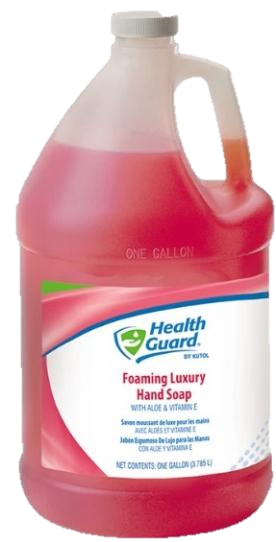 ONE GALLON
Health
Guard®
BY KUTOL
Foaming Luxury
Hand Soap
WITH ALOE & VITAMIN E
Savon moussant de luxe pour les mains
AVEC ALOÈS ET VITAMINE E
Jabón Espumoso De Lujo para las Manos
CON ALOE Y VITAMINA E
NET CONTENTS: ONE GALLON (3.785 L)